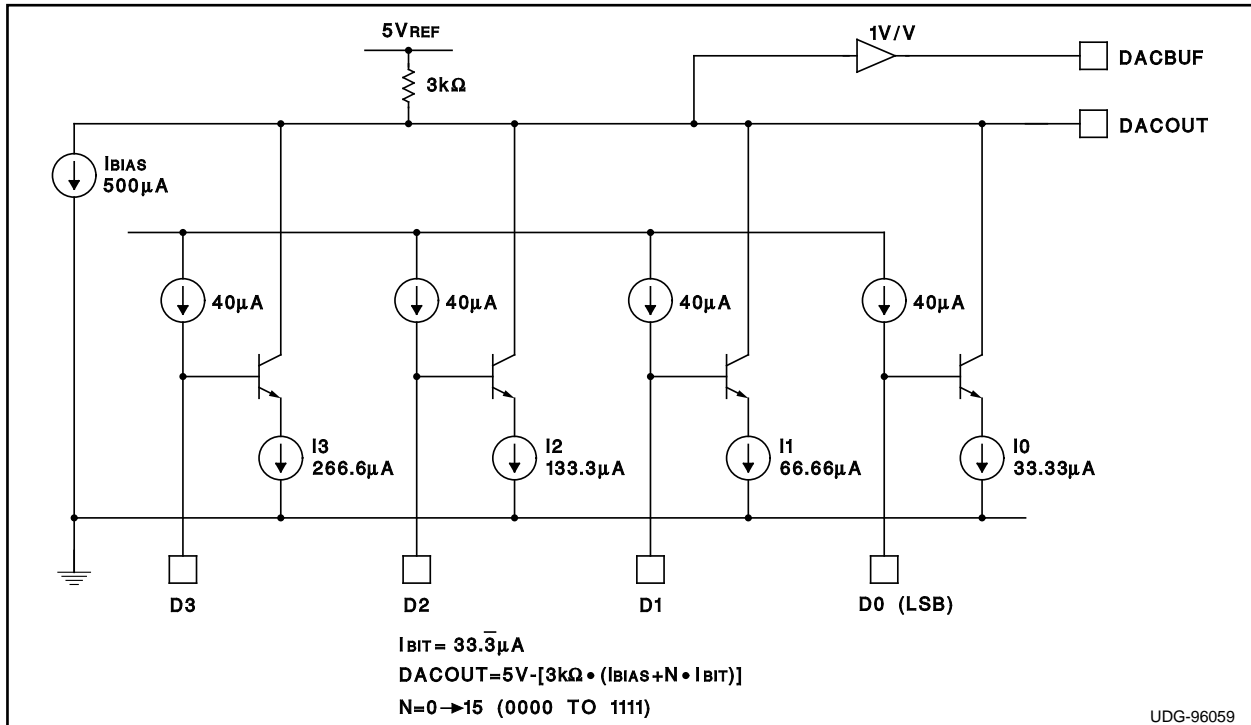 5VREF
3kΩ
1V/V
DACBUF
DACOUT
IBIAS
500µA
40µA
40µA
40µA
40µA
I3
266.6µA
I2
133.3µA
I1
66.66µA
I0
33.33µA
D3
D2
D1
D0 (LSB)
IBIT= 33.3̅µA
DACOUT=5V-[3kΩ•(IBIAS+N•IBIT)]
N=0→15 (0000 TO 1111)
UDG-96059